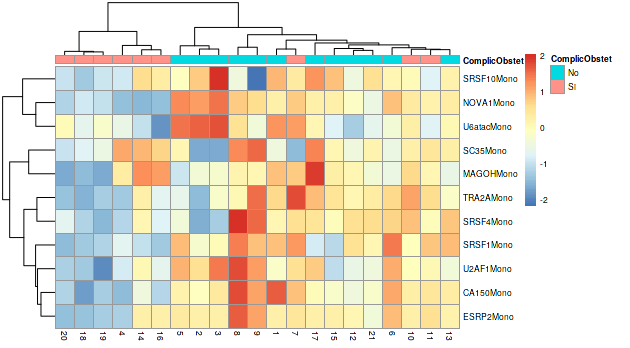 ComplicObstet
SRSF10Mono
NOVA1Mono
U6atacMono
SC35Mono
MAGOHMono
TRA2AMono
SRSF4Mono
SRSF1Mono
U2AF1Mono
CA150Mono
ESRP2Mono
20 18 19 4 14 16 5 2 3 8 9 1 7 17 15 12 21 6 10 11 13
2
1
0
-1
-2
ComplicObstet
No
SI